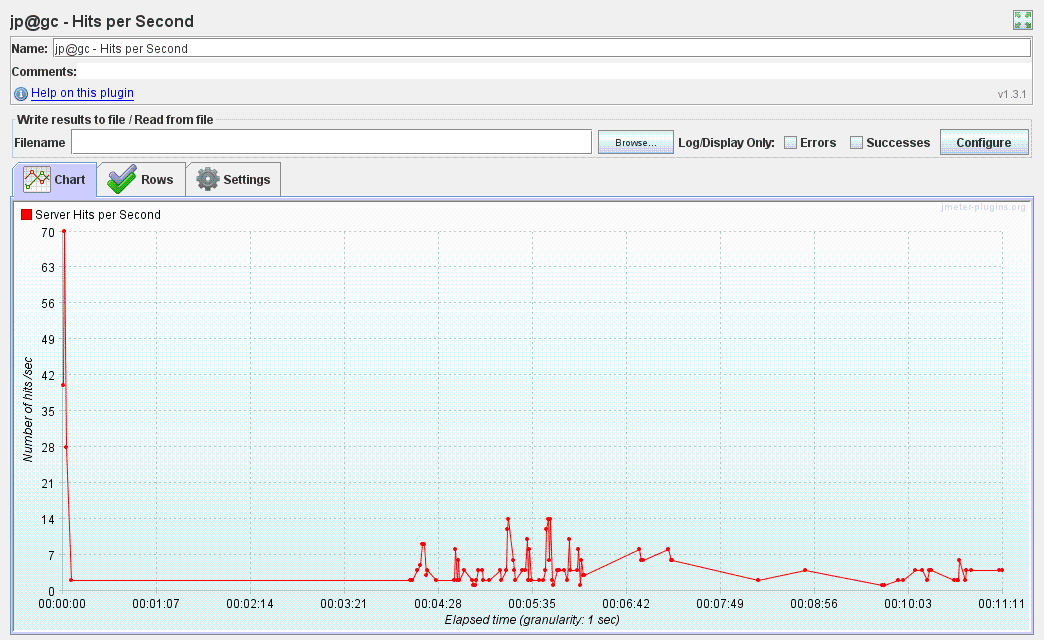 jp@gc - Hits per Second
Name: jp@gc - Hits per Second
Comments:
Help on this plugin
v1.3.1
Write results to file / Read from file
Filename Browse... Log/Display Only: Errors Successes Configure
Chart Rows Settings
Server Hits per Second
jmeter-plugins.org
70
63
56
49
42
35
28
21
14
7
0
Number of hits /sec
00:00:00 00:01:07 00:02:14 00:03:21 00:04:28 00:05:35 00:06:42 00:07:49 00:08:56 00:10:03 00:11:11
Elapsed time (granularity: 1 sec)